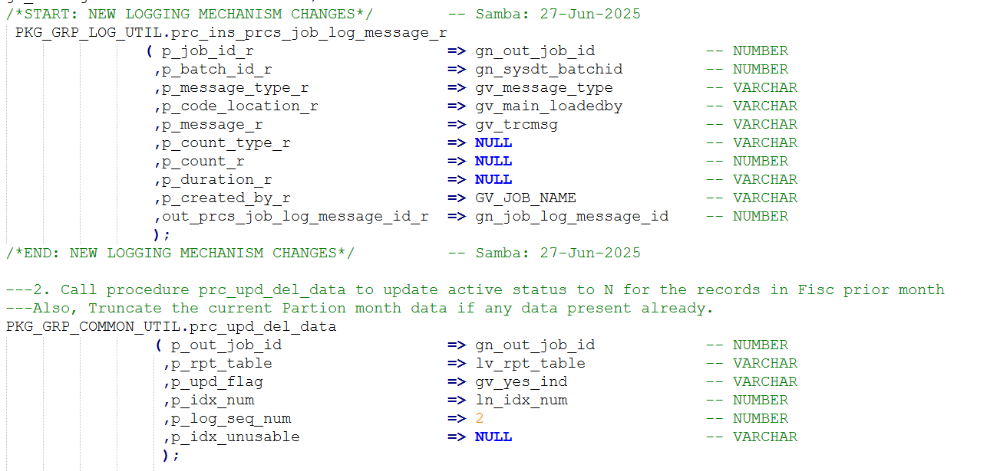 /*START: NEW LOGGING MECHANISM CHANGES*/ -- Samba: 27-Jun-2025
PKG_GRP_LOG_UTIL.prc_ins_prcs_job_log_message_r
( p_job_id_r => gn_out_job_id -- NUMBER
,p_batch_id_r => gn_sysdt_batchid -- NUMBER
,p_message_type_r => gv_message_type -- VARCHAR
,p_code_location_r => gv_main_loadedby -- VARCHAR
,p_message_r => gv_trcmsg -- VARCHAR
,p_count_type_r => NULL -- VARCHAR
,p_count_r => NULL -- NUMBER
,p_duration_r => NULL -- VARCHAR
,p_created_by_r => GV_JOB_NAME -- VARCHAR
,out_prcs_job_log_message_id_r => gn_job_log_message_id -- NUMBER
);
/*END: NEW LOGGING MECHANISM CHANGES*/ -- Samba: 27-Jun-2025
---2. Call procedure prc_upd_del_data to update active status to N for the records in Fisc prior month
---Also, Truncate the current Partion month data if any data present already.
PKG_GRP_COMMON_UTIL.prc_upd_del_data
( p_out_job_id => gn_out_job_id -- NUMBER
,p_rpt_table => lv_rpt_table -- VARCHAR
,p_upd_flag => gv_yes_ind -- VARCHAR
,p_idx_num => ln_idx_num -- NUMBER
,p_log_seq_num => 2 -- NUMBER
,p_idx_unusable => NULL -- VARCHAR
);